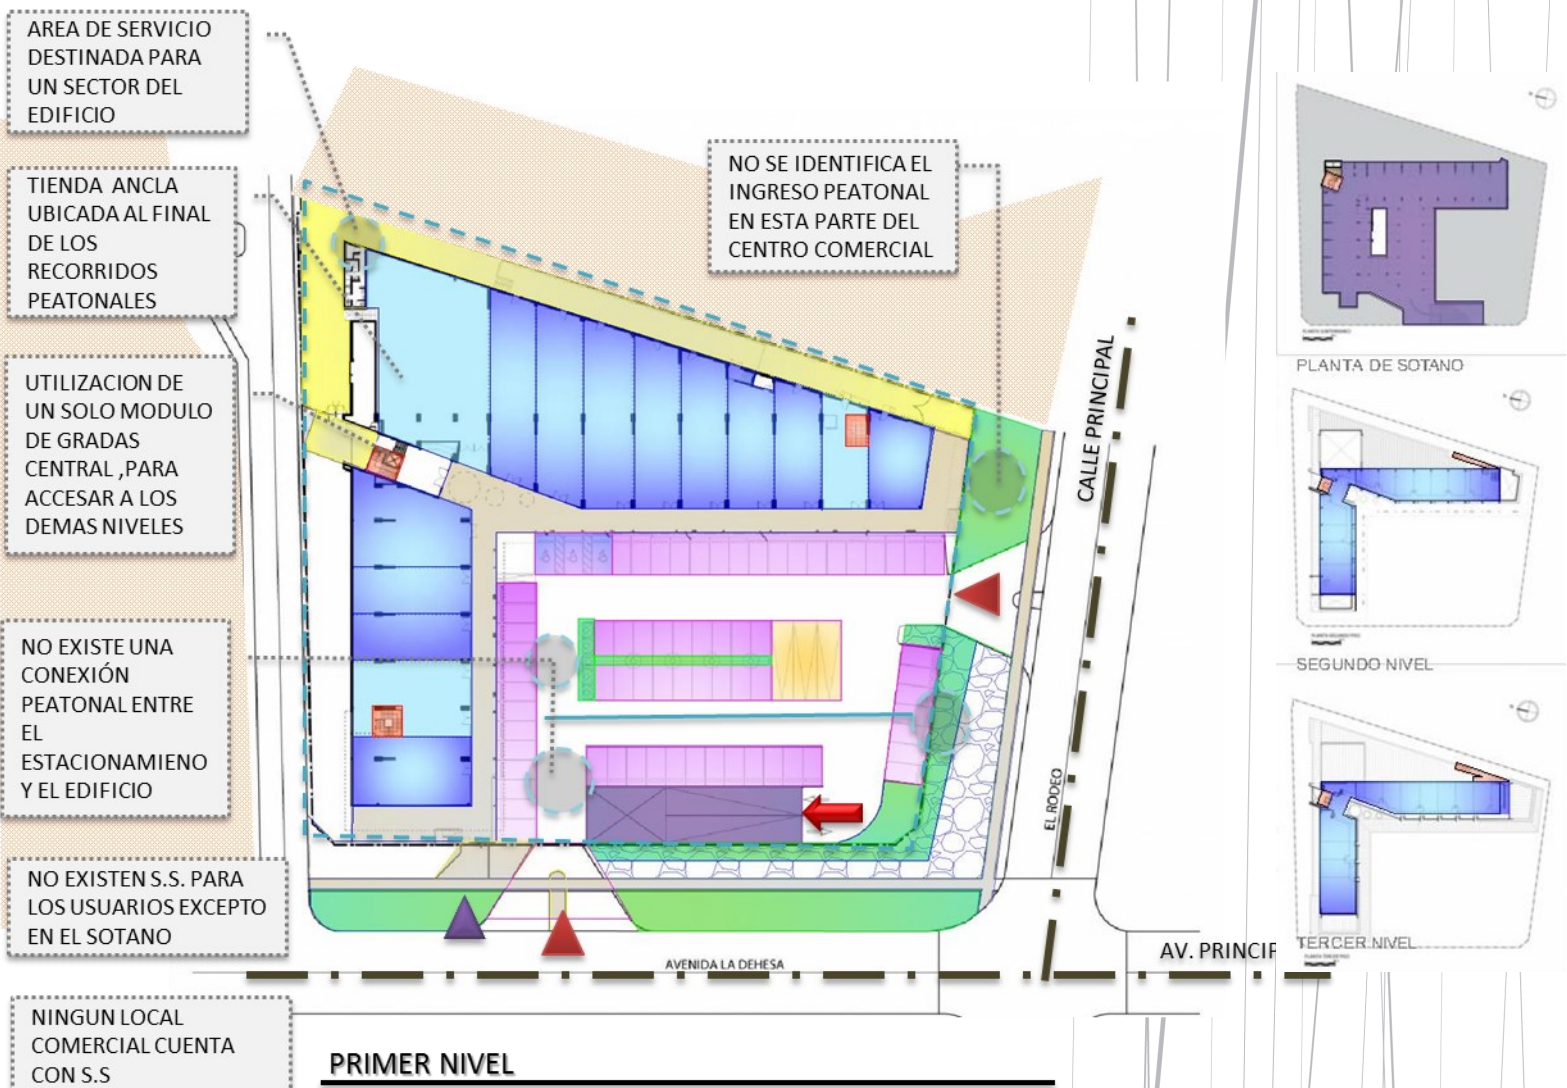 AREA DE SERVICIO
DESTINADA PARA
UN SECTOR DEL
EDIFICIO
TIENDA ANCLA
UBICADA AL FINAL
DE LOS
RECORRIDOS
PEATONALES
UTILIZACION DE
UN SOLO MODULO
DE GRADAS
CENTRAL ,PARA
ACCESAR A LOS
DEMAS NIVELES
NO EXISTE UNA
CONEXIÓN
PEATONAL ENTRE
EL
ESTACIONAMIENO
Y EL EDIFICIO
NO EXISTEN S.S. PARA
LOS USUARIOS EXCEPTO
EN EL SOTANO
NINGUN LOCAL
COMERCIAL CUENTA
CON S.S
NO SE IDENTIFICA EL
INGRESO PEATONAL
EN ESTA PARTE DEL
CENTRO COMERCIAL
CALLE PRINCIPAL
EL RODEO
AVENIDA LA DEHESA
AV. PRINCIP
PRIMER NIVEL
PLANTA DE SOTANO
SEGUNDO NIVEL
TERCER NIVEL